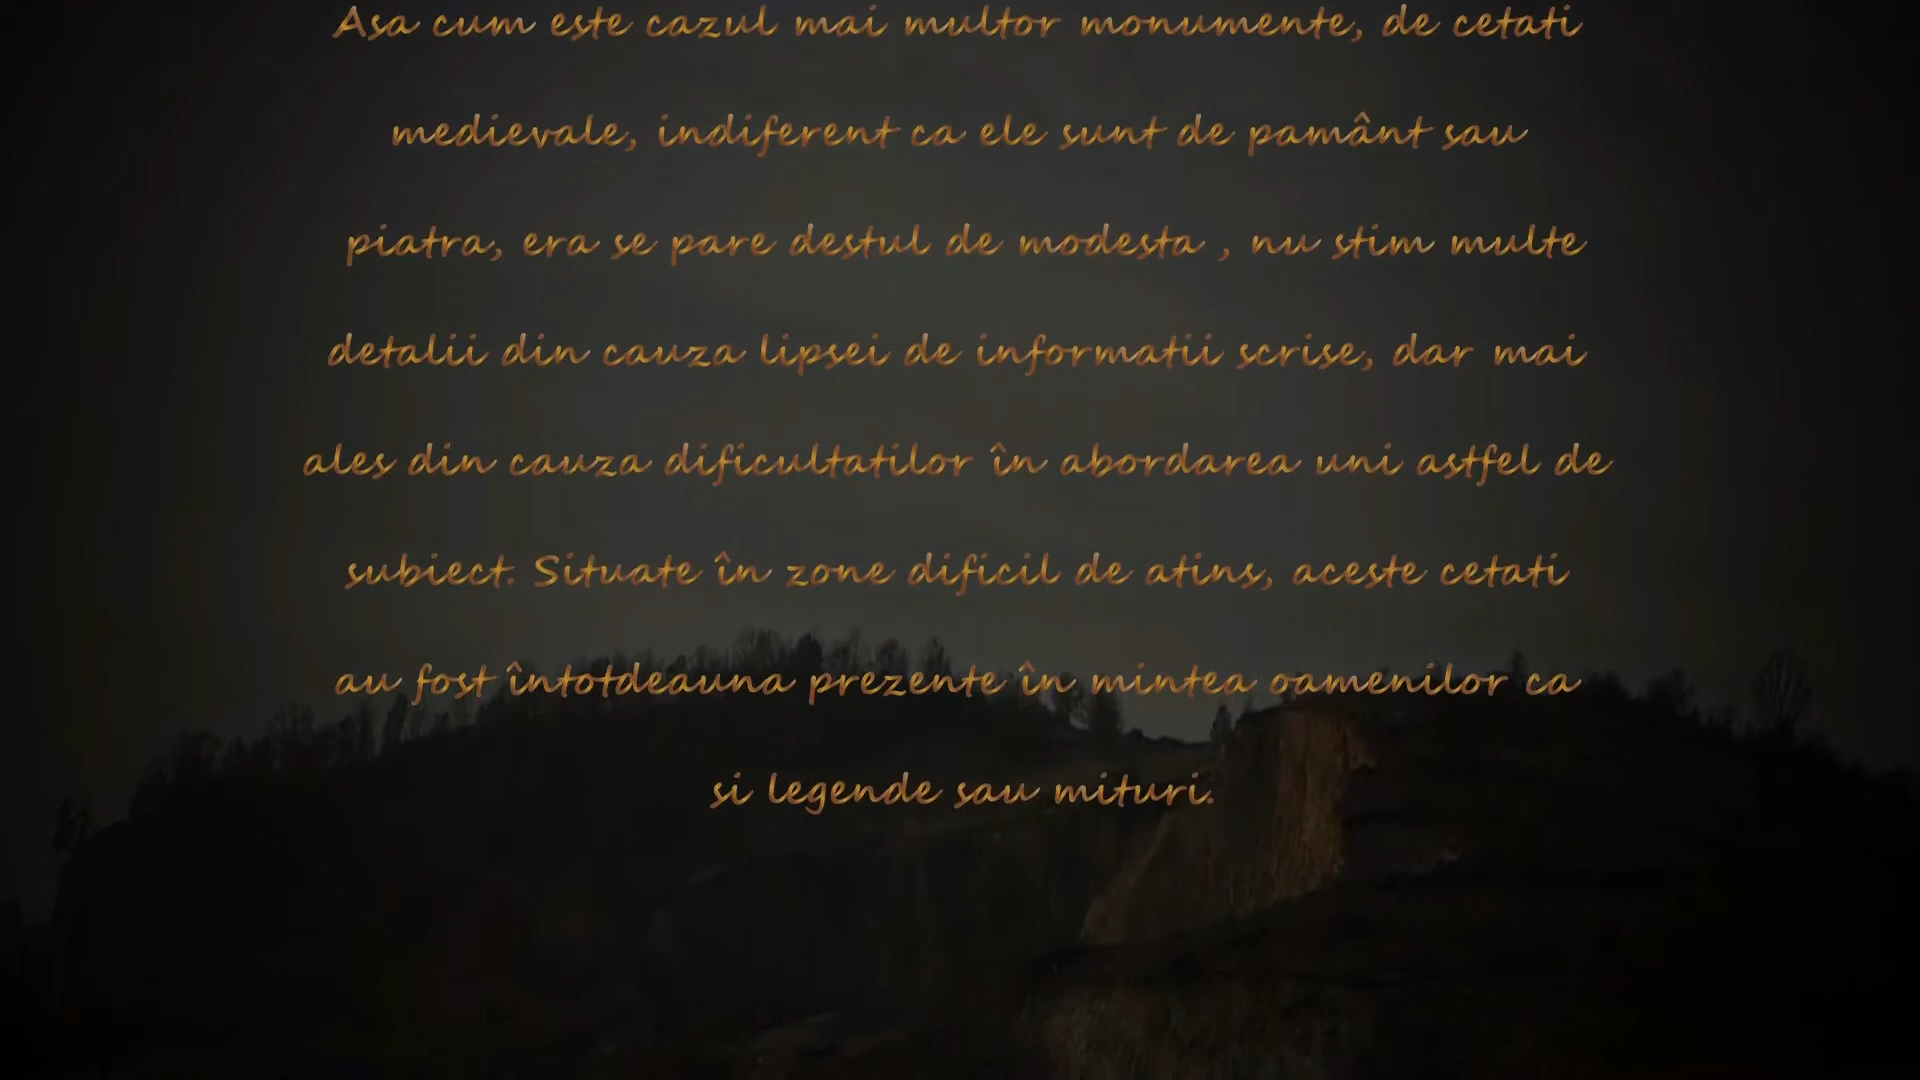 Asa cum este cazul mai multor monumente, de cetati
medievale, indiferent ca ele sunt de pamânt sau
piatra, era se pare destul de modesta , nu stim multe
detalii din cauza lipsei de informatii scrise, dar mai
ales din cauza dificultatilor în abordarea uni astfel de
subiect. Situate în zone dificil de atins, aceste cetati
au fost întotdeauna prezente în mintea oamenilor ca
si legende sau mituri.